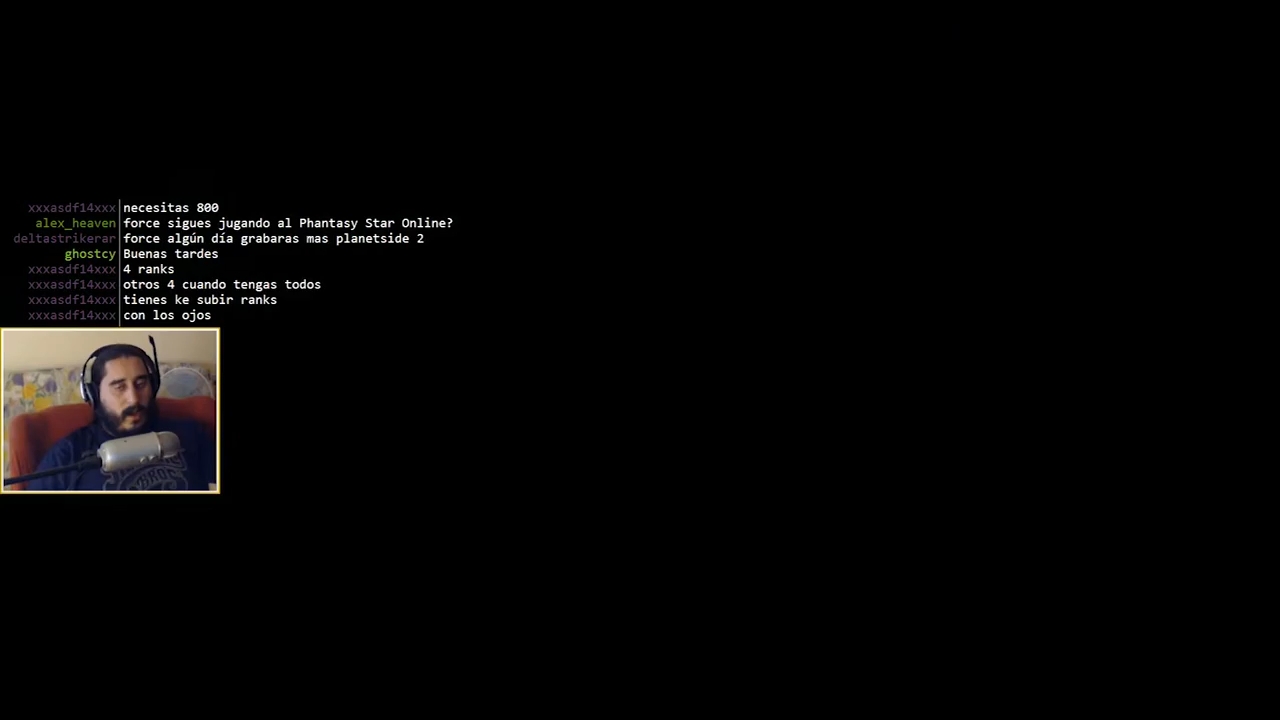 xxxasdf14xxx necesitas 800
alex_heaven force sigues jugando al Phantasy Star Online?
deltastrikerar force algún día grabaras mas planetside 2
ghostcy Buenas tardes
xxxasdf14xxx 4 ranks
xxxasdf14xxx otros 4 cuando tengas todos
xxxasdf14xxx tienes ke subir ranks
xxxasdf14xxx con los ojos